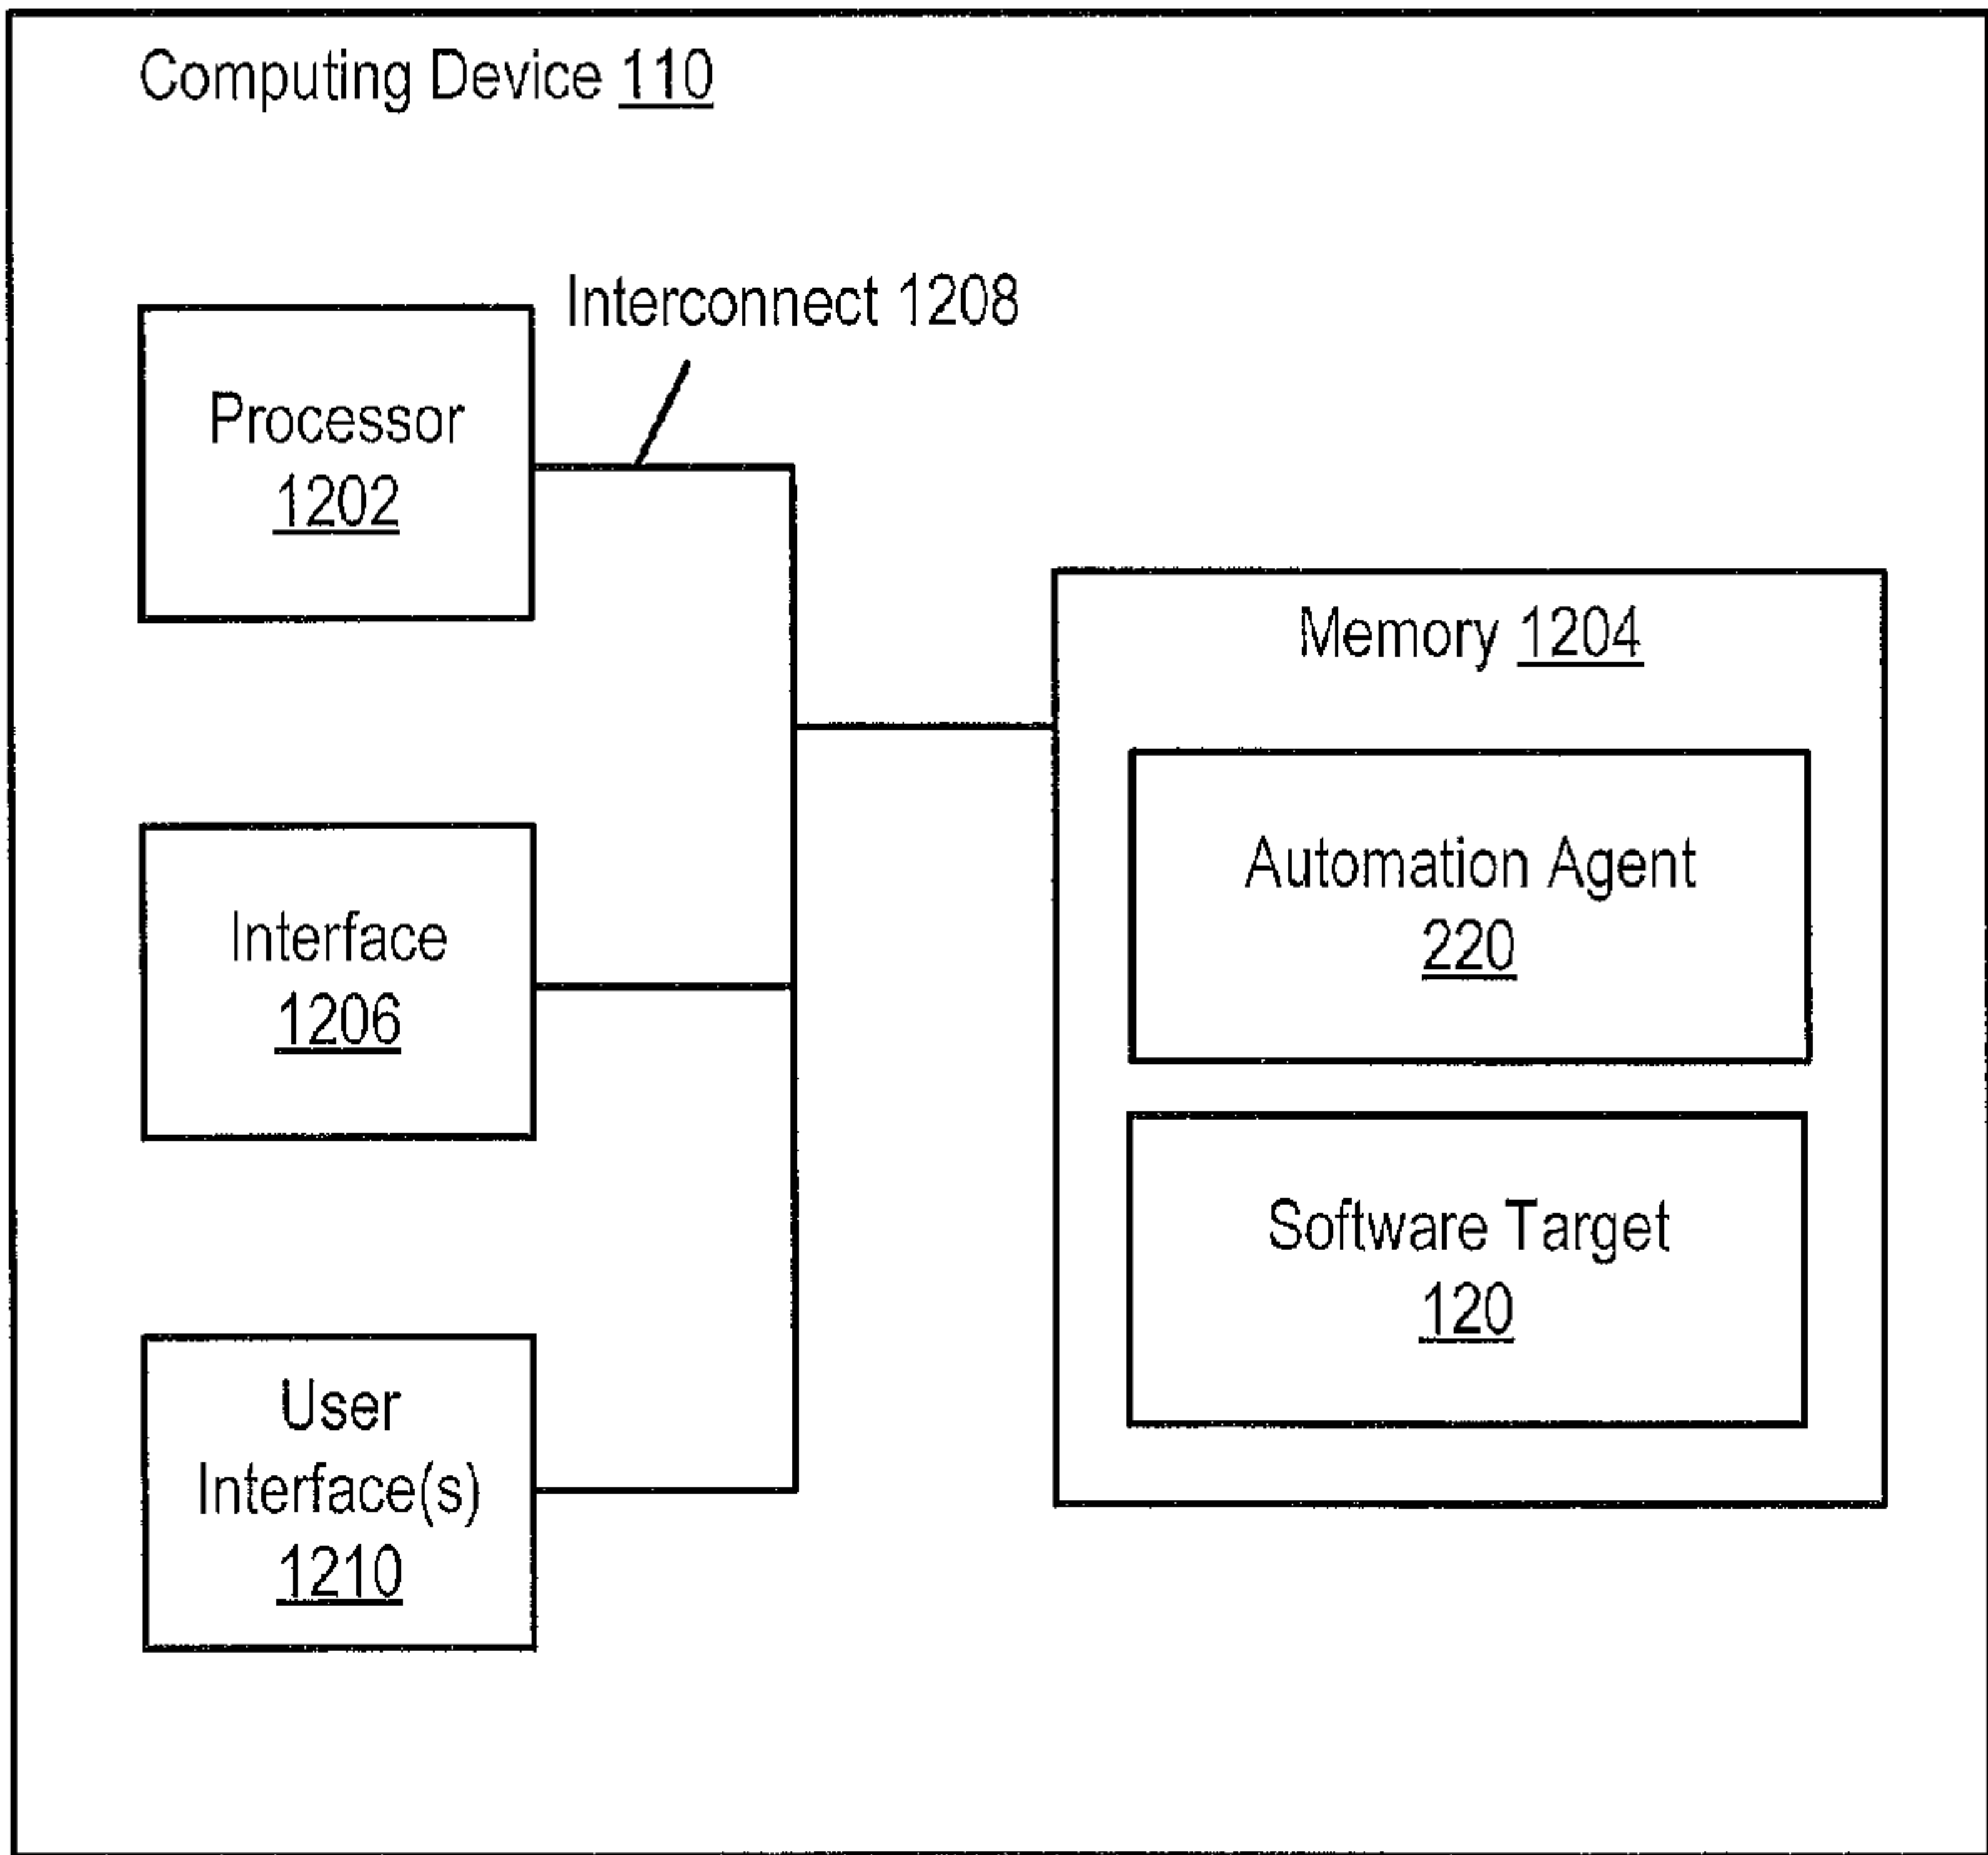 Computing Device 110
Interconnect 1208
Processor
1202
Memory 1204
Automation Agent
220
Interface
1206
Software Target
120
User
Interface(s)
1210